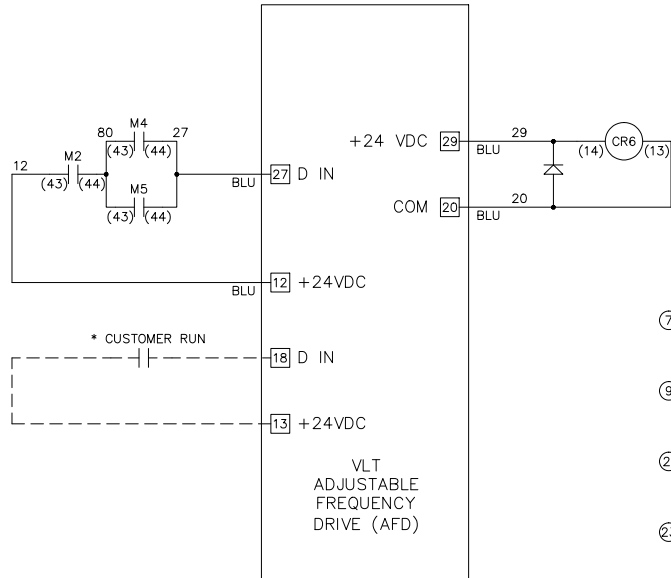 M4
80 27
(43) (44)
12 M2
(43) (44)
M5
(43) (44)
BLU
27 D IN
12 +24VDC
BLU
* CUSTOMER RUN
18 D IN
13 +24VDC
VLT
ADJUSTABLE
FREQUENCY
DRIVE (AFD)
+24 VDC 29
29
BLU
(14) CR6 (13)
COM 20
20
BLU